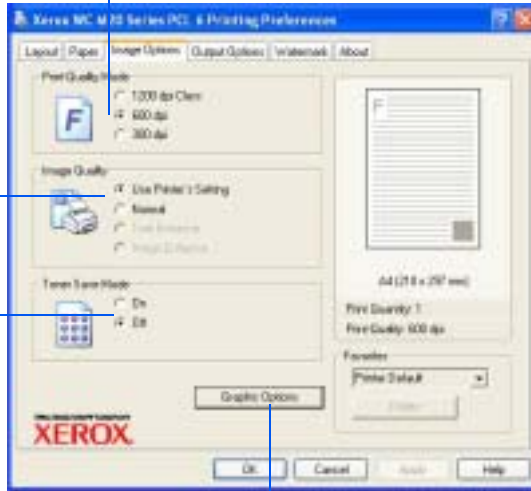 Xerox WC M20 Series PCL 6 Printing Preferences
Layout Paper Image Options Output Options Watermark About
Print Quality Mode
1200 dpi Class
600 dpi
300 dpi
Image Quality
Use Printer's Setting
Normal
Text Enhance
Image Enhance
Toner Save Mode
On
Off
Graphic Options
F
F
A4 (210 x 297 mm)
Print Quantity: 1
Print Quality: 600 dpi
Favorites
Printer Default
XEROX
OK Cancel Apply Help